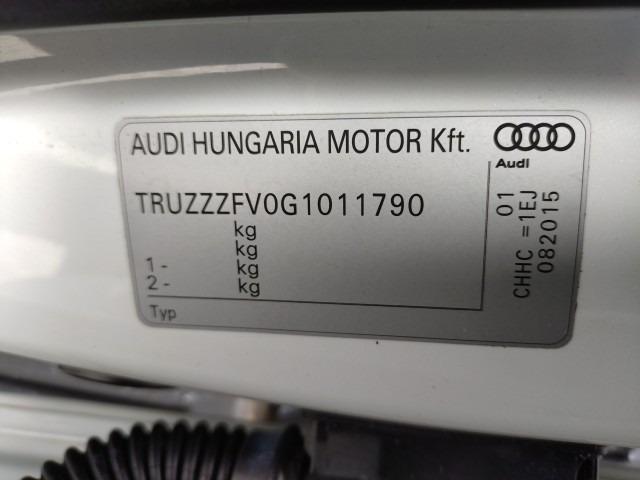 AUDI HUNGARIA MOTOR Kft.
Audi
TRUZZZFV0G1011790
kg
kg
1 - kg
2 - kg
Typ
01
CHHC =1EJ
082015